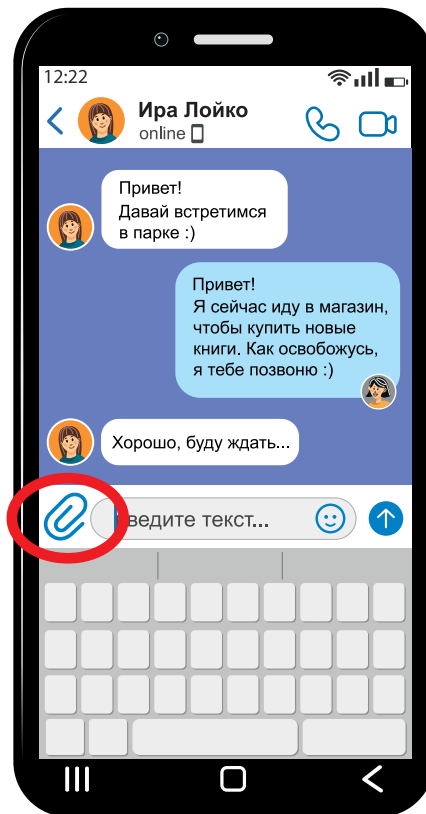 12:22
Ира Лойко
online
Привет!
Давай встретимся
в парке :)
Привет!
Я сейчас иду в магазин,
чтобы купить новые
книги. Как освобожусь,
я тебе позвоню :)
Хорошо, буду ждать...
ведите текст...